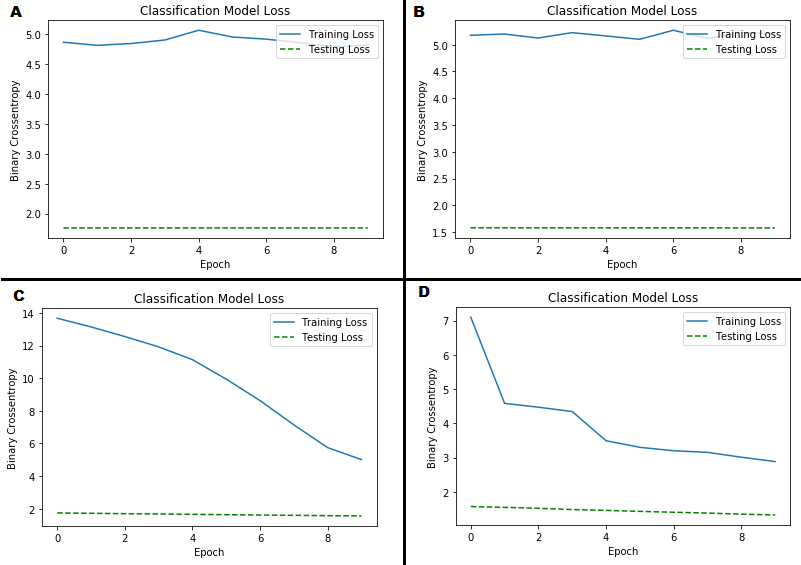 A
Classification Model Loss
Training Loss
Testing Loss
5.0
4.5
4.0
3.5
3.0
2.5
2.0
Binary Crossentropy
0 2 4 6 8
Epoch
B
Classification Model Loss
Training Loss
Testing Loss
5.0
4.5
4.0
3.5
3.0
2.5
2.0
1.5
Binary Crossentropy
0 2 4 6 8
Epoch
C
Classification Model Loss
Training Loss
Testing Loss
14
12
10
8
6
4
2
Binary Crossentropy
0 2 4 6 8
Epoch
D
Classification Model Loss
Training Loss
Testing Loss
7
6
5
4
3
2
Binary Crossentropy
0 2 4 6 8
Epoch